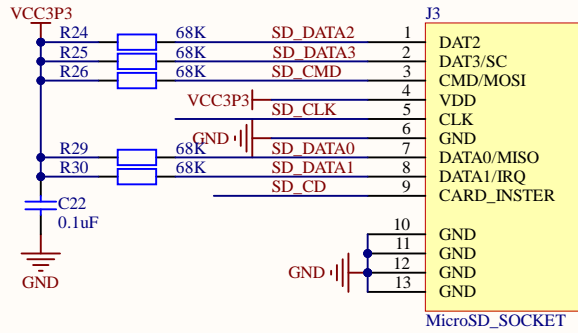 VCC3P3
J3
R24 68K SD_DATA2 1 DAT2
R25 68K SD_DATA3 2 DAT3/SC
R26 68K SD_CMD 3 CMD/MOSI
VCC3P3 4 VDD
SD_CLK 5 CLK
GND 6 GND
R29 68K SD_DATA0 7 DATA0/MISO
R30 68K SD_DATA1 8 DATA1/IRQ
SD_CD 9 CARD_INSTER
C22
0.1uF
10 GND
11 GND
GND 12 GND
13 GND
GND
MicroSD_SOCKET